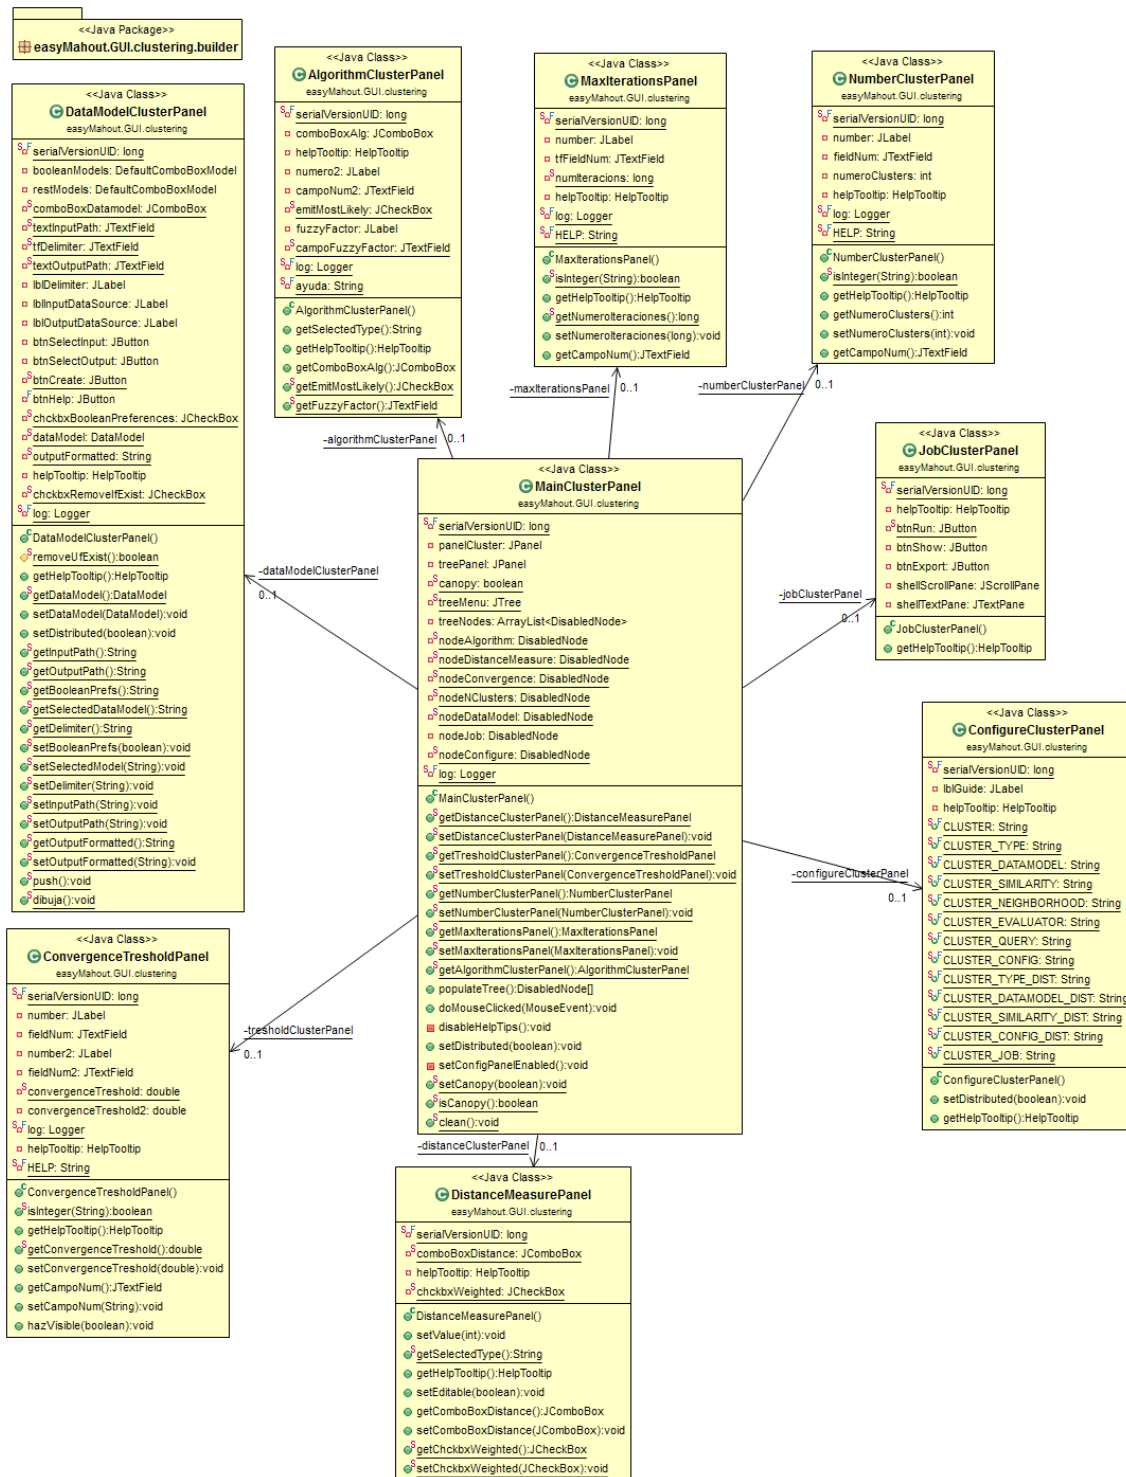 <<Java Package>>
easyMahout.GUI.clustering.builder
<<Java Class>>
DataModelClusterPanel
easyMahout.GUI.clustering
serialVersionUID: long
booleanModels: DefaultComboBoxModel
restModels: DefaultComboBoxModel
comboBoxDatamodel: JComboBox
textInputPath: JTextField
tfDelimiter: JTextField
textOutputPath: JTextField
lblDelimiter: JLabel
lblInputDataSource: JLabel
lblOutputDataSource: JLabel
btnSelectInput: JButton
btnSelectOutput: JButton
btnCreate: JButton
btnHelp: JButton
chckbxBooleanPreferences: JCheckBox
dataModel: DataModel
outputFormatted: String
helpTooltip: HelpTooltip
chckbxRemoveIfExist: JCheckBox
log: Logger
DataModelClusterPanel()
removeUfExist():boolean
getHelpTooltip():HelpTooltip
getDataModel():DataModel
setDataModel(DataModel):void
setDistributed(boolean):void
getInputPath():String
getOutputPath():String
getBooleanPrefs():String
getSelectedDataModel():String
getDelimiter():String
setBooleanPrefs(boolean):void
setSelectedModel(String):void
setDelimiter(String):void
setInputPath(String):void
setOutputPath(String):void
getOutputFormatted():String
setOutputFormatted(String):void
push():void
dibuja():void
<<Java Class>>
AlgorithmClusterPanel
easyMahout.GUI.clustering
serialVersionUID: long
comboBoxAlg: JComboBox
helpTooltip: HelpTooltip
numero2: JLabel
campoNum2: JTextField
emitMostLikely: JCheckBox
fuzzyFactor: JLabel
campoFuzzyFactor: JTextField
log: Logger
ayuda: String
AlgorithmClusterPanel()
getSelectedType():String
getHelpTooltip():HelpTooltip
getComboBoxAlg():JComboBox
getEmitMostLikely():JCheckBox
getFuzzyFactor():JTextField
<<Java Class>>
MaxIterationsPanel
easyMahout.GUI.clustering
serialVersionUID: long
number: JLabel
tfFieldNum: JTextField
numIteracions: long
helpTooltip: HelpTooltip
log: Logger
HELP: String
MaxIterationsPanel()
isInteger(String):boolean
getHelpTooltip():HelpTooltip
getNumeroIteraciones():long
setNumeroIteraciones(long):void
getCampoNum():JTextField
<<Java Class>>
NumberClusterPanel
easyMahout.GUI.clustering
serialVersionUID: long
number: JLabel
fieldNum: JTextField
numeroClusters: int
helpTooltip: HelpTooltip
log: Logger
HELP: String
NumberClusterPanel()
isInteger(String):boolean
getHelpTooltip():HelpTooltip
getNumeroClusters():int
setNumeroClusters(int):void
getCampoNum():JTextField
-maxIterationsPanel
0..1
-numberClusterPanel
0..1
-algorithmClusterPanel
0..1
<<Java Class>>
MainClusterPanel
easyMahout.GUI.clustering
serialVersionUID: long
panelCluster: JPanel
treePanel: JPanel
canopy: boolean
treeMenu: JTree
treeNodes: ArrayList<DisabledNode>
nodeAlgorithm: DisabledNode
nodeDistanceMeasure: DisabledNode
nodeConvergence: DisabledNode
nodeNClusters: DisabledNode
nodeDataModel: DisabledNode
nodeJob: DisabledNode
nodeConfigure: DisabledNode
log: Logger
MainClusterPanel()
getDistanceClusterPanel():DistanceMeasurePanel
setDistanceClusterPanel(DistanceMeasurePanel):void
getTresholdClusterPanel():ConvergenceTresholdPanel
setTresholdClusterPanel(ConvergenceTresholdPanel):void
getNumberClusterPanel():NumberClusterPanel
setNumberClusterPanel(NumberClusterPanel):void
getMaxIterationsPanel():MaxIterationsPanel
setMaxIterationsPanel(MaxIterationsPanel):void
getAlgorithmClusterPanel():AlgorithmClusterPanel
populateTree():DisabledNode[]
doMouseClicked(MouseEvent):void
disableHelpTips():void
setDistributed(boolean):void
setConfigPanelEnabled():void
setCanopy(boolean):void
isCanopy():boolean
clean():void
-dataModelClusterPanel
0..1
-jobClusterPanel
0..1
<<Java Class>>
JobClusterPanel
easyMahout.GUI.clustering
serialVersionUID: long
helpTooltip: HelpTooltip
btnRun: JButton
btnShow: JButton
btnExport: JButton
shellScrollPane: JScrollPane
shellTextPane: JTextPane
JobClusterPanel()
getHelpTooltip():HelpTooltip
-configureClusterPanel
0..1
<<Java Class>>
ConfigureClusterPanel
easyMahout.GUI.clustering
serialVersionUID: long
lblGuide: JLabel
helpTooltip: HelpTooltip
CLUSTER: String
CLUSTER_TYPE: String
CLUSTER_DATAMODEL: String
CLUSTER_SIMILARITY: String
CLUSTER_NEIGHBORHOOD: String
CLUSTER_EVALUATOR: String
CLUSTER_QUERY: String
CLUSTER_CONFIG: String
CLUSTER_TYPE_DIST: String
CLUSTER_DATAMODEL_DIST: String
CLUSTER_SIMILARITY_DIST: String
CLUSTER_CONFIG_DIST: String
CLUSTER_JOB: String
ConfigureClusterPanel()
setDistributed(boolean):void
getHelpTooltip():HelpTooltip
-tresholdClusterPanel
0..1
<<Java Class>>
ConvergenceTresholdPanel
easyMahout.GUI.clustering
serialVersionUID: long
number: JLabel
fieldNum: JTextField
number2: JLabel
fieldNum2: JTextField
convergenceTreshold: double
convergenceTreshold2: double
log: Logger
helpTooltip: HelpTooltip
HELP: String
ConvergenceTresholdPanel()
isInteger(String):boolean
getHelpTooltip():HelpTooltip
getConvergenceTreshold():double
setConvergenceTreshold(double):void
getCampoNum():JTextField
setCampoNum(String):void
hazVisible(boolean):void
-distanceClusterPanel
0..1
<<Java Class>>
DistanceMeasurePanel
easyMahout.GUI.clustering
serialVersionUID: long
comboBoxDistance: JComboBox
helpTooltip: HelpTooltip
chckbxWeighted: JCheckBox
DistanceMeasurePanel()
setValue(int):void
getSelectedType():String
getHelpTooltip():HelpTooltip
setEditable(boolean):void
getComboBoxDistance():JComboBox
setComboBoxDistance(JComboBox):void
getChckbxWeighted():JCheckBox
setChckbxWeighted(JCheckBox):void